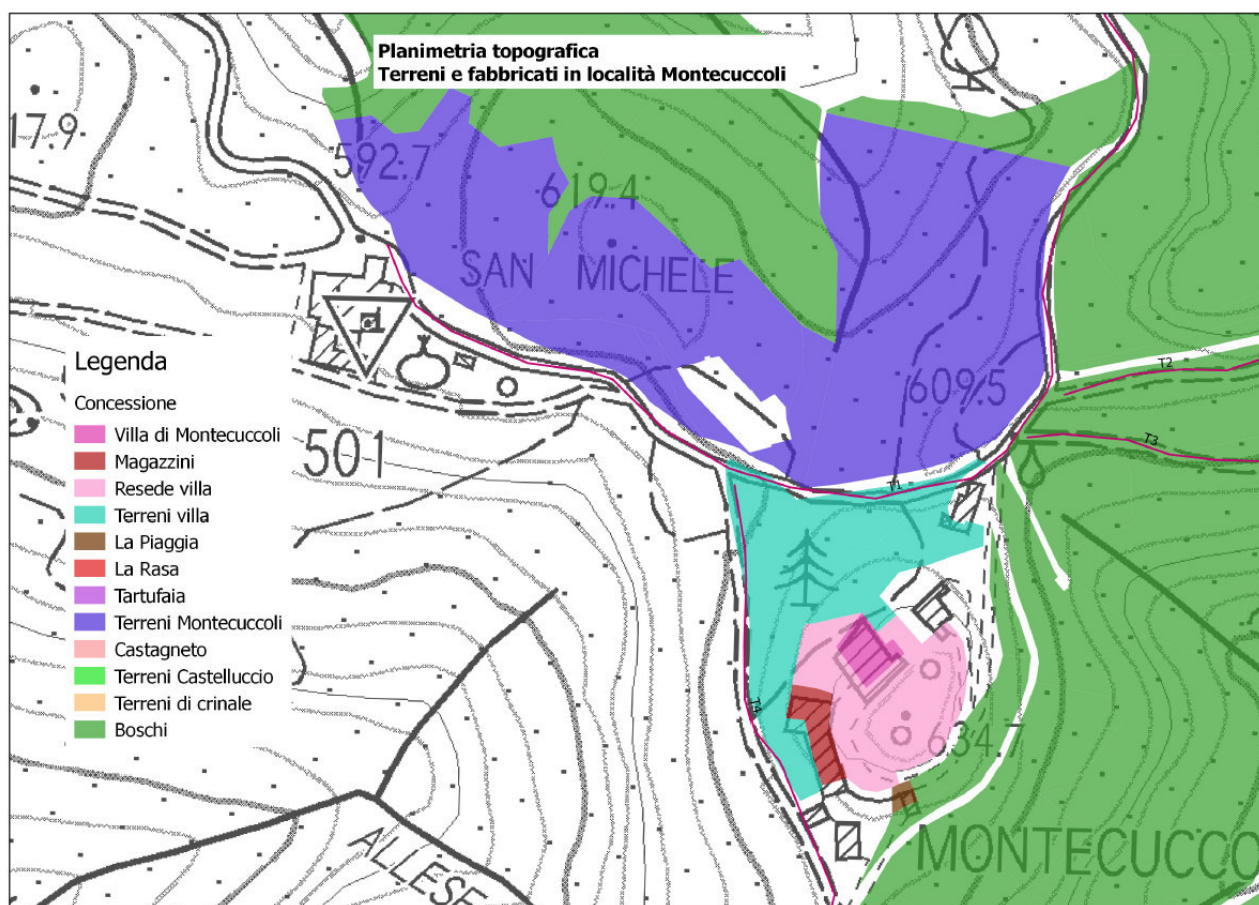 Planimetria topografica
Terreni e fabbricati in località Montecuccoli
17.9
592.7
619.4
SAN MICHELE
T2
609.5
T3
501
T1
T4
634.7
MONTECUCCO
ALLESE
Legenda
Concessione
Villa di Montecuccoli
Magazzini
Resede villa
Terreni villa
La Piaggia
La Rasa
Tartufaia
Terreni Montecuccoli
Castagneto
Terreni Castelluccio
Terreni di crinale
Boschi